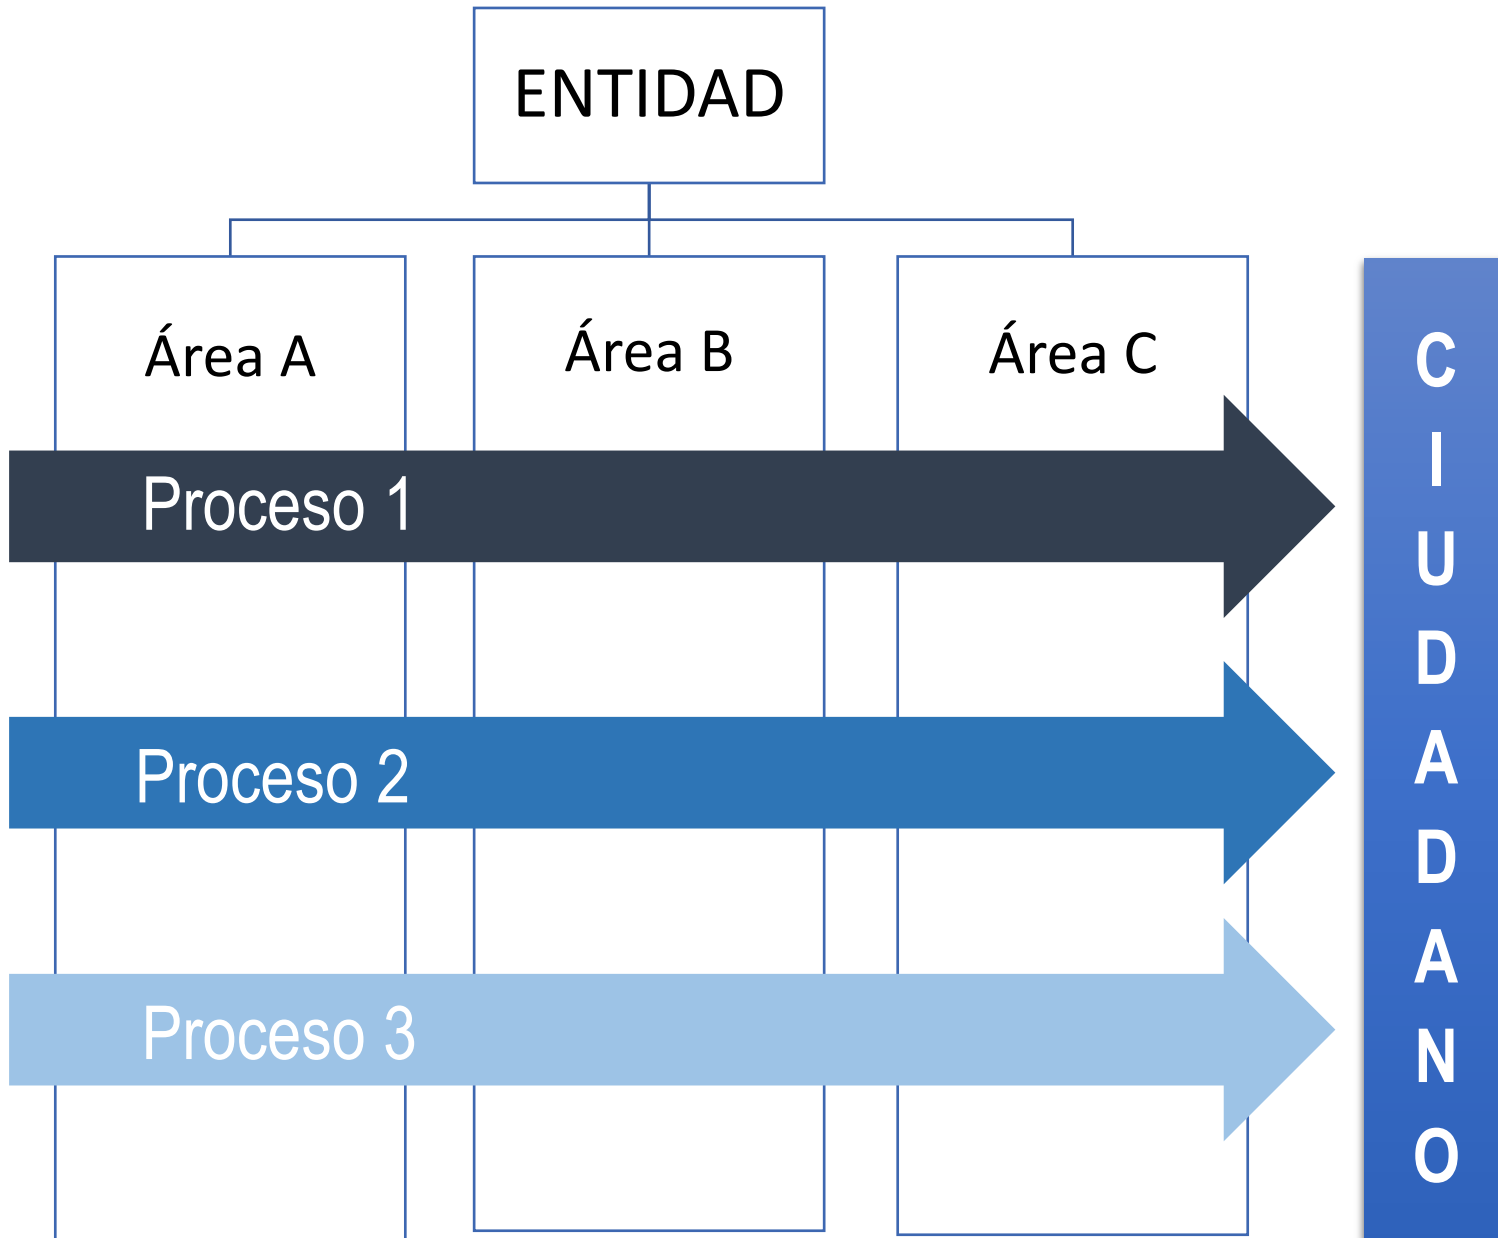 ENTIDAD
Área A
Área B
Área C
Proceso 1
Proceso 2
Proceso 3
C
I
U
D
A
D
A
N
O